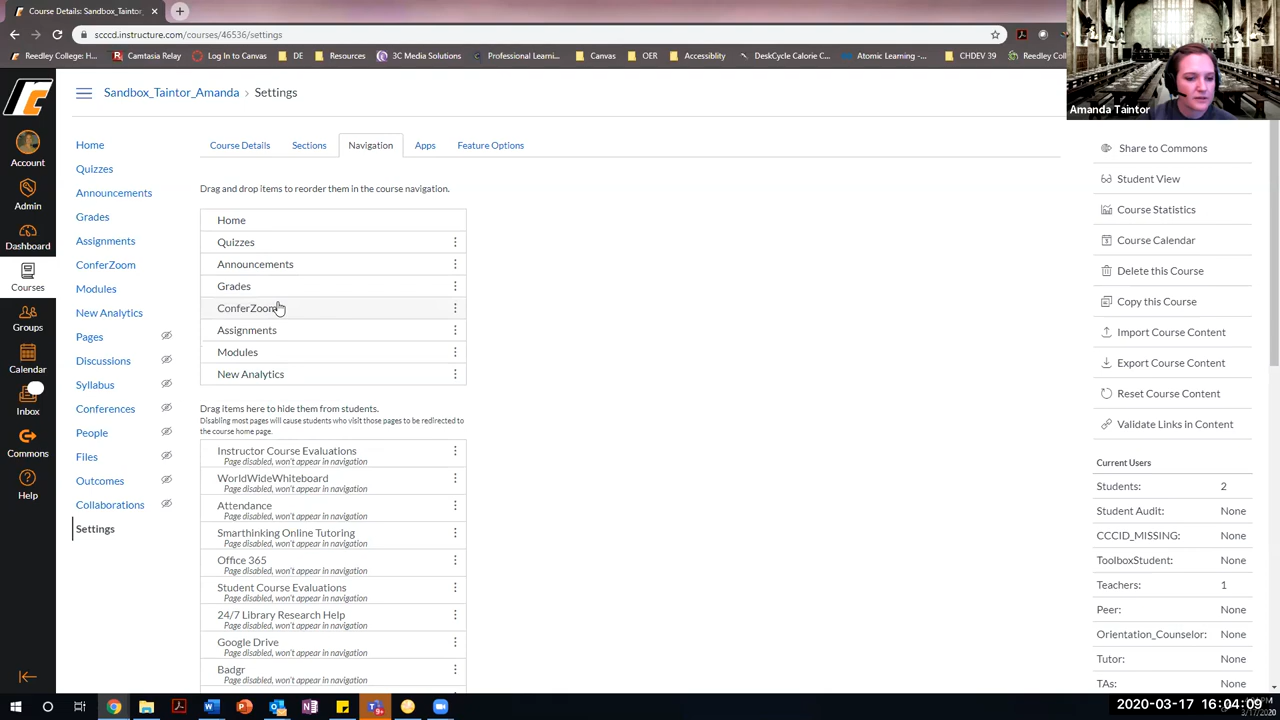 Course Details: Sandbox_Taintor_
scccd.instructure.com/courses/46536/settings
Reedley College: H...
Camtasia Relay
Log In to Canvas
DE
Resources
3C Media Solutions
Professional Learnin...
Canvas
OER
Accessiblity
DeskCycle Calorie C...
Atomic Learning -...
CHDEV 39
Reedley Co
Amanda Taintor
Sandbox_Taintor_Amanda > Settings
Account
Admin
Dashboard
Courses
Groups
Calendar
Inbox
Commons
Help
Home
Quizzes
Announcements
Grades
Assignments
ConferZoom
Modules
New Analytics
Pages
Discussions
Syllabus
Conferences
People
Files
Outcomes
Collaborations
Settings
Course Details
Sections
Navigation
Apps
Feature Options
Drag and drop items to reorder them in the course navigation.
Home
Quizzes
Announcements
Grades
ConferZoom
Assignments
Modules
New Analytics
Drag items here to hide them from students.
Disabling most pages will cause students who visit those pages to be redirected to
the course home page.
Instructor Course Evaluations
Page disabled, won't appear in navigation
WorldWideWhiteboard
Page disabled, won't appear in navigation
Attendance
Page disabled, won't appear in navigation
Smarthinking Online Tutoring
Page disabled, won't appear in navigation
Office 365
Page disabled, won't appear in navigation
Student Course Evaluations
Page disabled, won't appear in navigation
24/7 Library Research Help
Page disabled, won't appear in navigation
Google Drive
Page disabled, won't appear in navigation
Badgr
Page disabled, won't appear in navigation
Share to Commons
Student View
Course Statistics
Course Calendar
Delete this Course
Copy this Course
Import Course Content
Export Course Content
Reset Course Content
Validate Links in Content
Current Users
Students: 2
Student Audit: None
CCCID_MISSING: None
ToolboxStudent: None
Teachers: 1
Peer: None
Orientation_Counselor: None
Tutor: None
TAs: None
2020-03-17 16:04:09